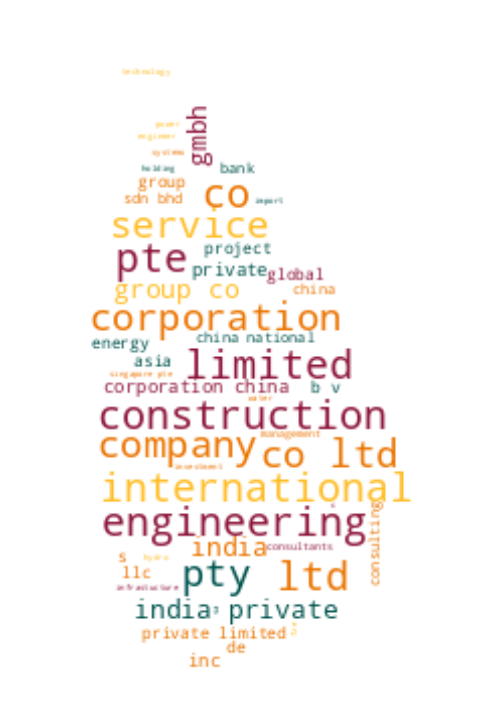 technology
power
engineer
gmbh
systems
holding
bank
group
sdn bhd
co
import
service
pte
project
private
global
group co
china
corporation
energy
china national
asia
limited
singapore pte
corporation china
b v
water
construction
company
management
co ltd
investment
international
engineering
consulting
india
consultants
s
hydro
llc
pty
ltd
infrastucture
india
private
private limited
de
inc